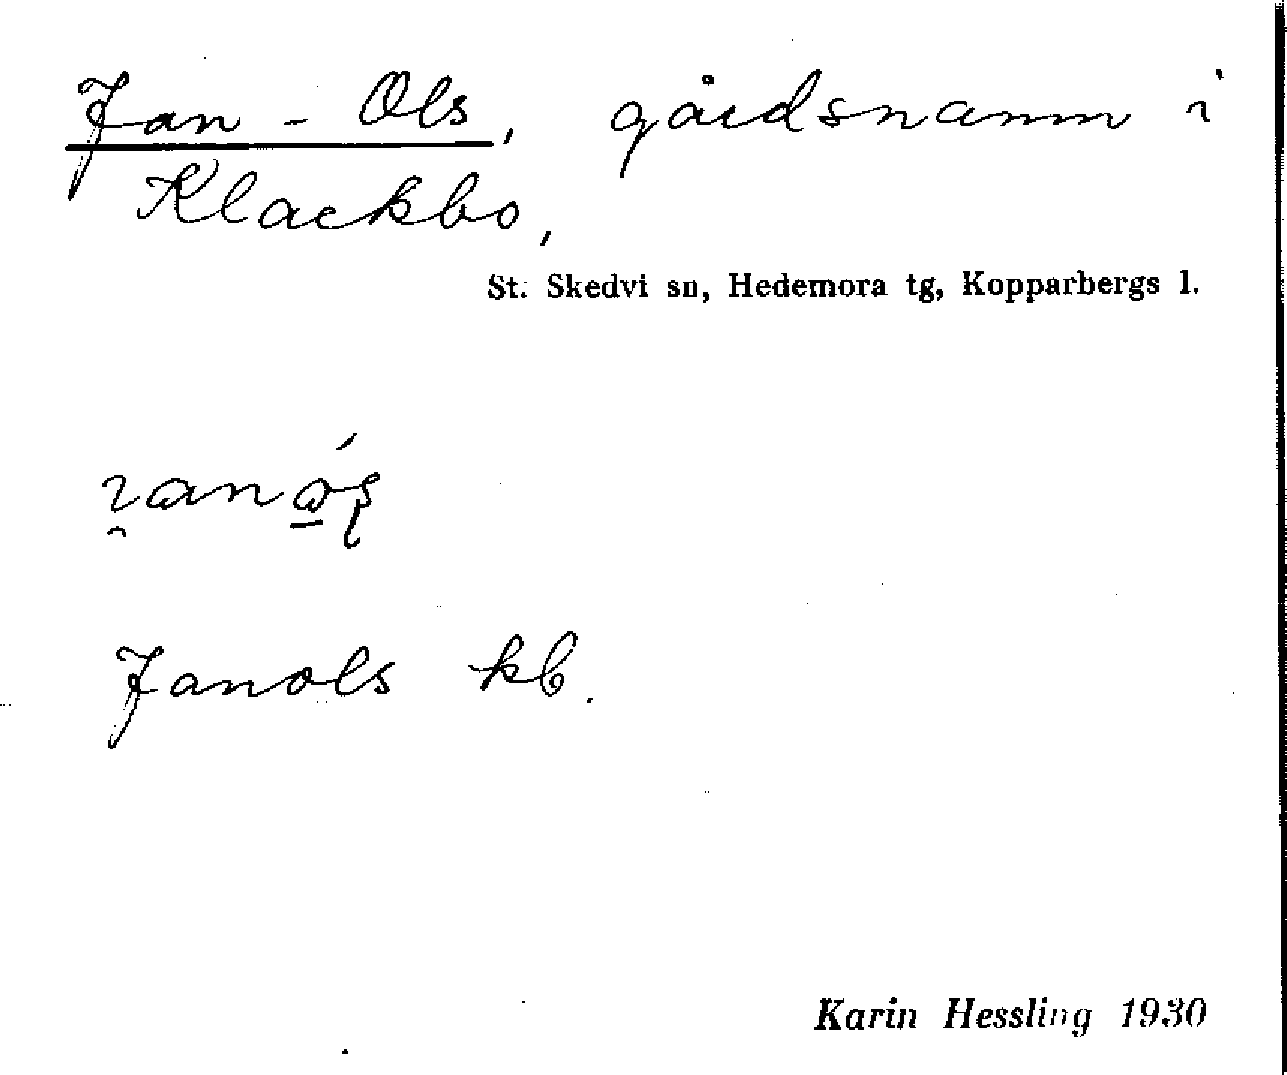 Jan - Ols, gårdsnamn i
Klackbo,
St. Skedvi sn, Hedemora tg, Kopparbergs l.
Janols kb.
Karin Hessling 1930